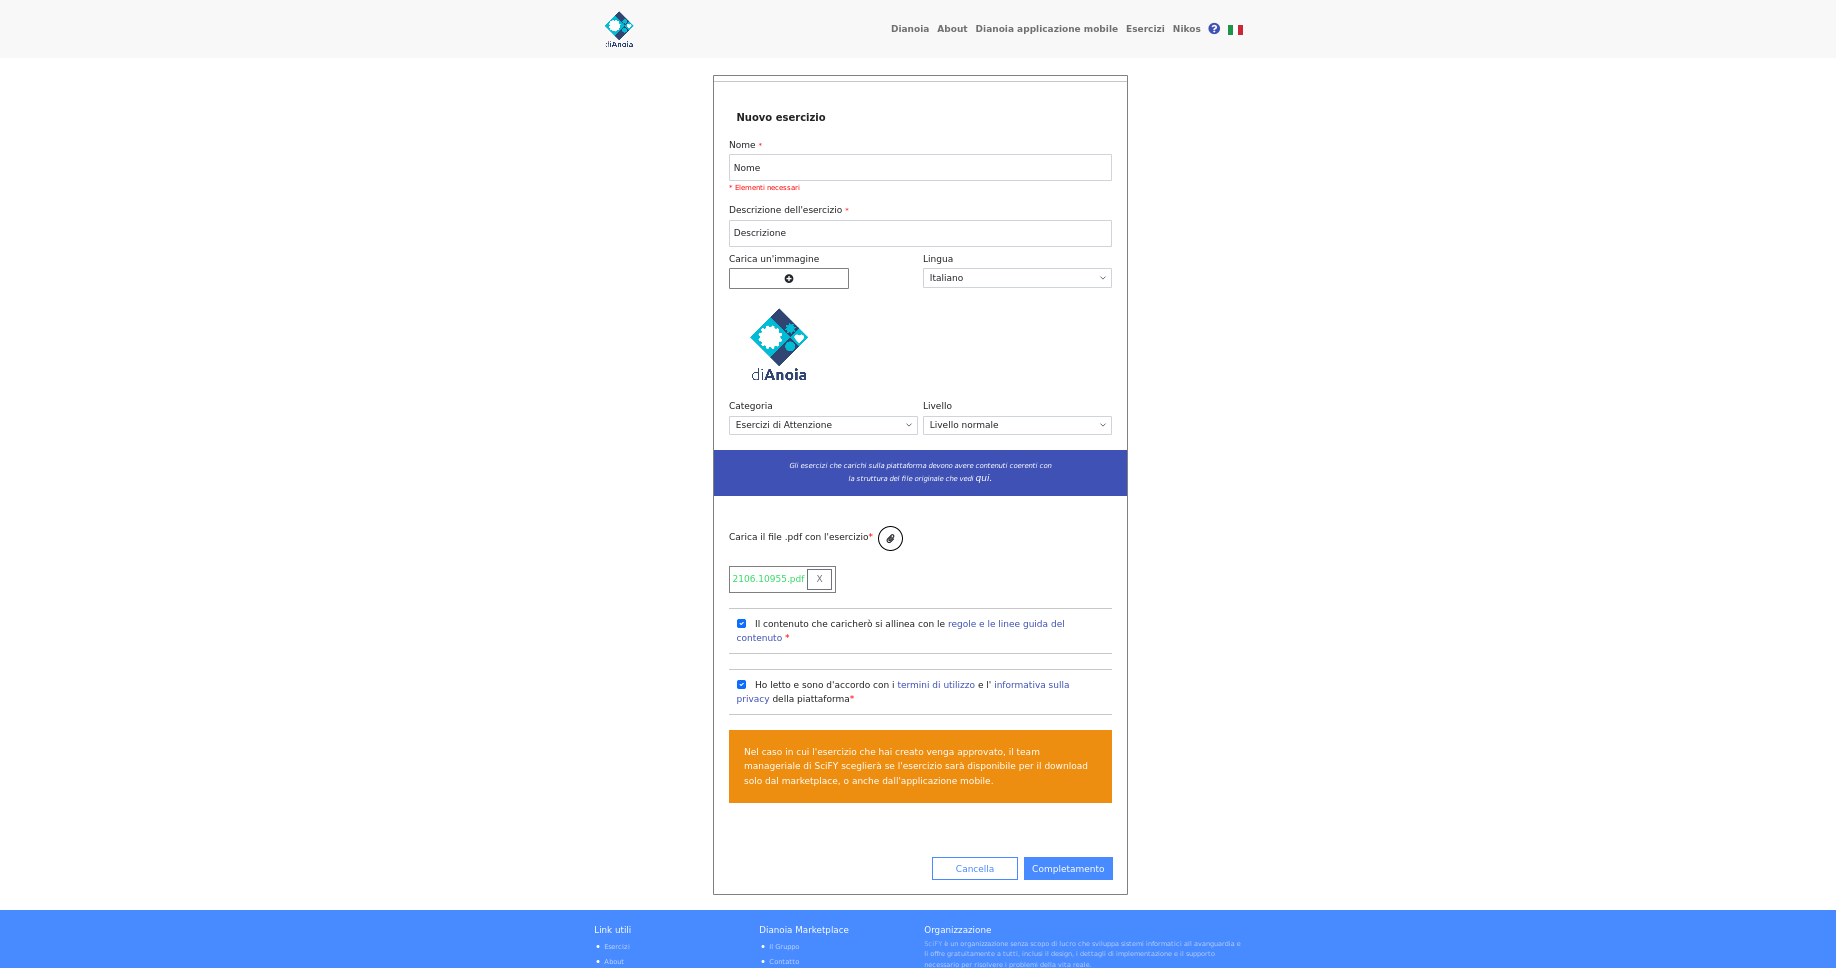 diAnoia
Dianoia About Dianoia applicazione mobile Esercizi Nikos ?
Nuovo esercizio
Nome *
Nome
* Elementi necessari
Descrizione dell'esercizio *
Descrizione
Carica un'immagine Lingua
Italiano
diAnoia
Categoria Livello
Esercizi di Attenzione Livello normale
Gli esercizi che carichi sulla piattaforma devono avere contenuti coerenti con
la struttura del file originale che vedi qui.
Carica il file .pdf con l'esercizio*
2106.10955.pdf X
Il contenuto che caricherò si allinea con le regole e le linee guida del
contenuto *
Ho letto e sono d'accordo con i termini di utilizzo e l' informativa sulla
privacy della piattaforma*
Nel caso in cui l'esercizio che hai creato venga approvato, il team
manageriale di SciFY sceglierà se l'esercizio sarà disponibile per il download
solo dal marketplace, o anche dall'applicazione mobile.
Cancella Completamento
Link utili Dianoia Marketplace Organizzazione
Esercizi
About
Il Gruppo
Contatto
SciFY è un organizzazione senza scopo di lucro che sviluppa sistemi informatici all avanguardia e
li offre gratuitamente a tutti, inclusi il design, i dettagli di implementazione e il supporto
necessario per risolvere i problemi della vita reale.